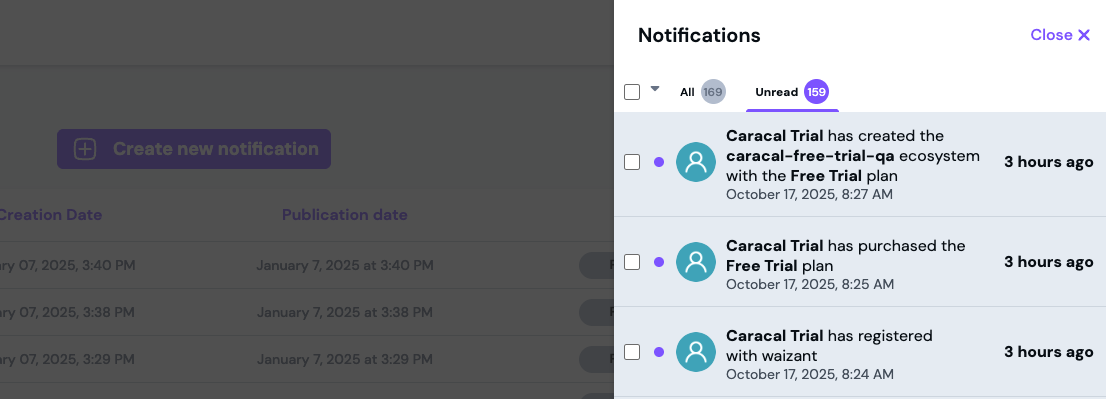 Notifications
Close
All 169
Unread 159
Create new notification
Creation Date
Publication date
ry 07, 2025, 3:40 PM
January 7, 2025 at 3:40 PM
ry 07, 2025, 3:38 PM
January 7, 2025 at 3:38 PM
ry 07, 2025, 3:29 PM
January 7, 2025 at 3:29 PM
Caracal Trial has created the
caracal-free-trial-qa ecosystem
with the Free Trial plan
October 17, 2025, 8:27 AM
3 hours ago
Caracal Trial has purchased the
Free Trial plan
October 17, 2025, 8:25 AM
3 hours ago
Caracal Trial has registered
with waizant
October 17, 2025, 8:24 AM
3 hours ago